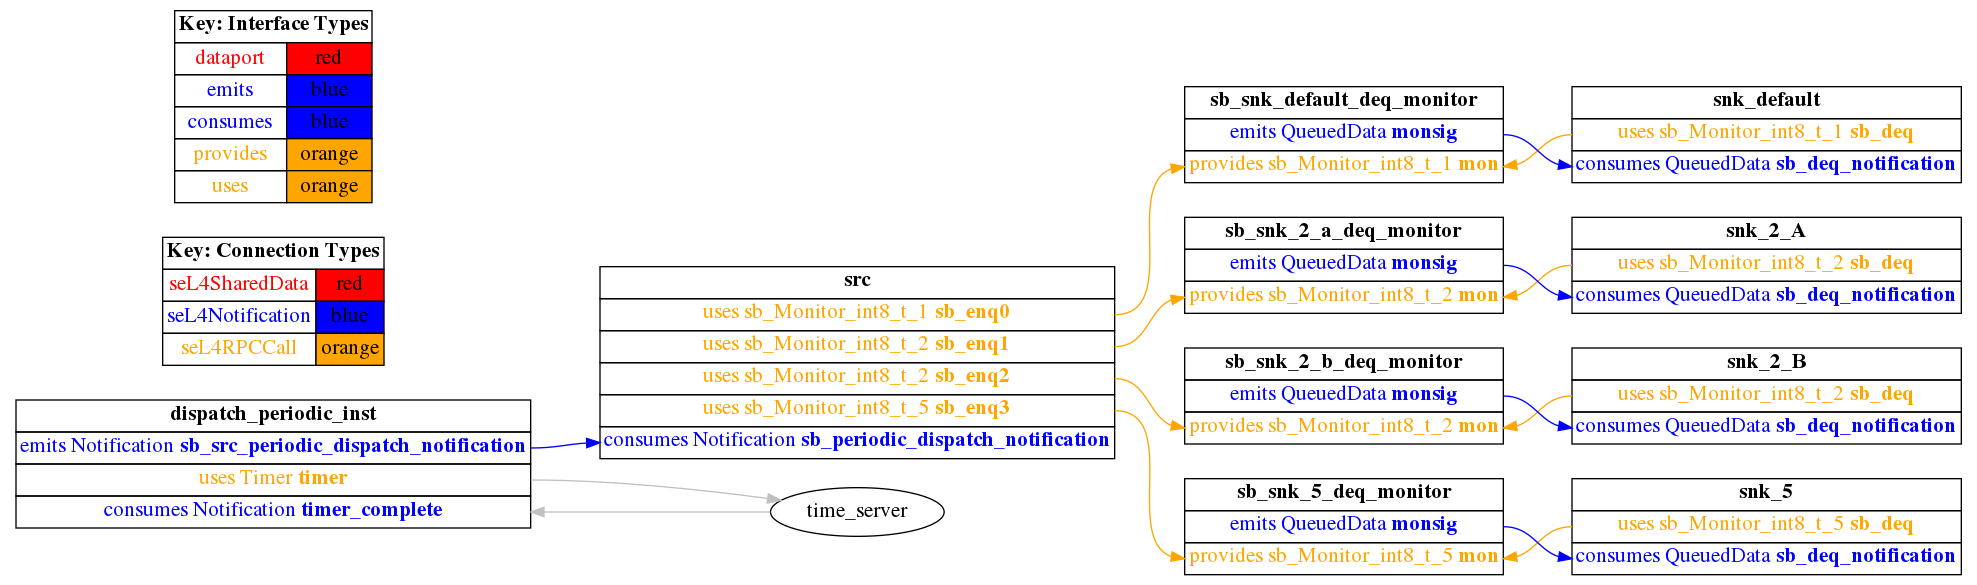 Key: Interface Types
dataport red
emits blue
consumes blue
provides orange
uses orange
Key: Connection Types
seL4SharedData red
seL4Notification blue
seL4RPCCall orange
dispatch_periodic_inst
emits Notification sb_src_periodic_dispatch_notification
uses Timer timer
consumes Notification timer_complete
src
uses sb_Monitor_int8_t_1 sb_enq0
uses sb_Monitor_int8_t_2 sb_enq1
uses sb_Monitor_int8_t_2 sb_enq2
uses sb_Monitor_int8_t_5 sb_enq3
consumes Notification sb_periodic_dispatch_notification
time_server
sb_snk_default_deq_monitor
emits QueuedData monsig
provides sb_Monitor_int8_t_1 mon
snk_default
uses sb_Monitor_int8_t_1 sb_deq
consumes QueuedData sb_deq_notification
sb_snk_2_a_deq_monitor
emits QueuedData monsig
provides sb_Monitor_int8_t_2 mon
snk_2_A
uses sb_Monitor_int8_t_2 sb_deq
consumes QueuedData sb_deq_notification
sb_snk_2_b_deq_monitor
emits QueuedData monsig
provides sb_Monitor_int8_t_2 mon
snk_2_B
uses sb_Monitor_int8_t_2 sb_deq
consumes QueuedData sb_deq_notification
sb_snk_5_deq_monitor
emits QueuedData monsig
provides sb_Monitor_int8_t_5 mon
snk_5
uses sb_Monitor_int8_t_5 sb_deq
consumes QueuedData sb_deq_notification